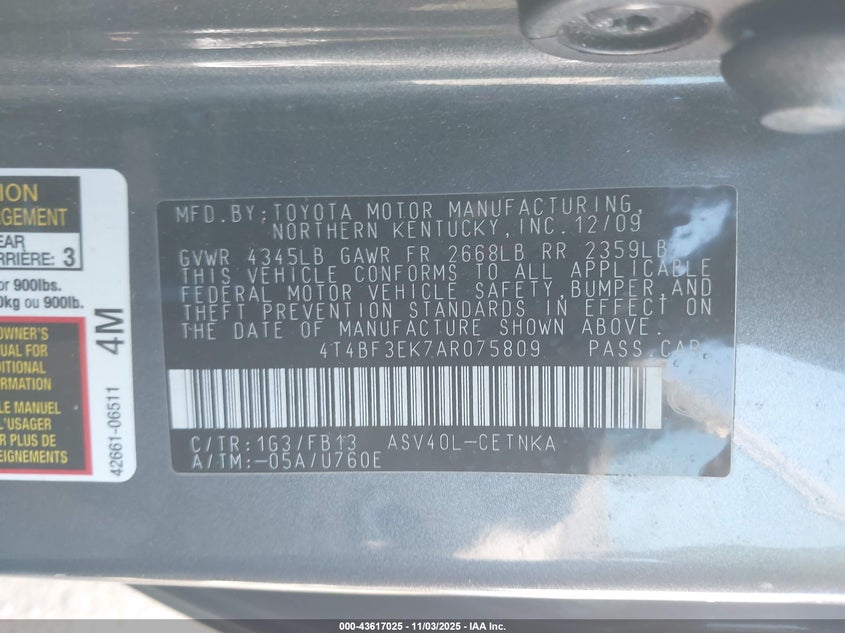 ION
GAGEMENT
EAR
RRIÈRE: 3
or 900lbs.
0kg ou 900lb.
OWNER'S
UAL FOR
DITIONAL
ORMATION
LE MANUEL
L'USAGER
R PLUS DE
4M
42661-06511
MFD.BY:TOYOTA MOTOR MANUFACTURING,
NORTHERN KENTUCKY,INC.12/09
GVWR 4345LB GAWR FR 2668LB RR 2359LB
THIS VEHICLE CONFORMS TO ALL APPLICABLE
FEDERAL MOTOR VEHICLE SAFETY,BUMPER,AND
THEFT PREVENTION STANDARDS IN EFFECT ON
THE DATE OF MANUFACTURE SHOWN ABOVE.
4T4BF3EK7AR075809 PASS.CAR
C/TR:1G3/FB13 ASV40L-CETNKA
A/TM:-05A/U760E
000-43617025 - 11/03/2025 - IAA Inc.